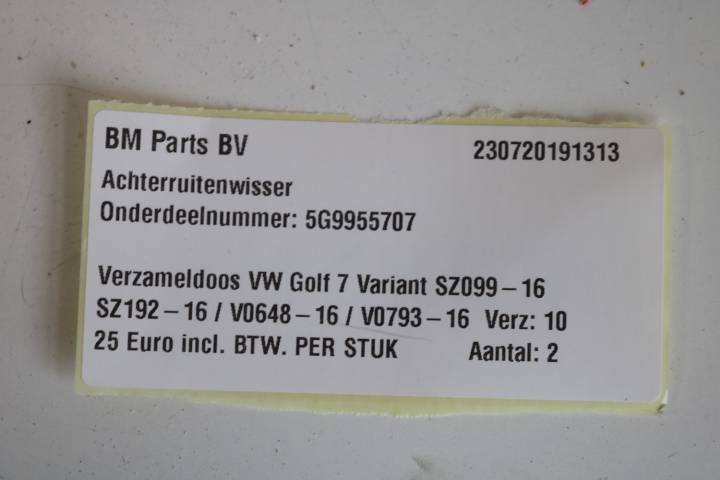 BM Parts BV 230720191313
Achterruitenwisser
Onderdeelnummer: 5G9955707
Verzameldoos VW Golf 7 Variant SZ099-16
SZ192-16 / V0648-16 / V0793-16 Verz: 10
25 Euro incl. BTW. PER STUK Aantal: 2